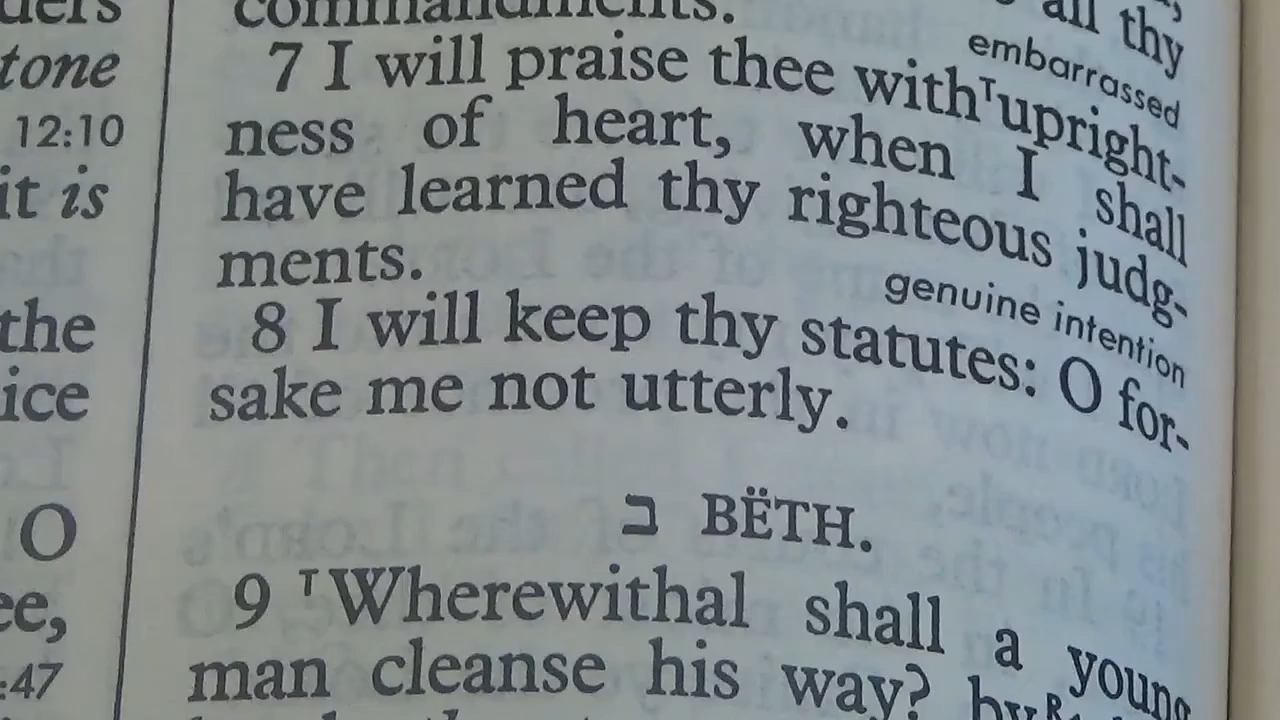 ders
tone
12:10
it is
the
ice
O
ee,
:47
commandments.
all thy
embarrassed
7 I will praise thee with ᵀupright-
ness of heart, when I shall
have learned thy righteous judg-
ments.
genuine intention
8 I will keep thy statutes: O for-
sake me not utterly.
ב BËTH.
9 ᵀWherewithal shall a young
man cleanse his way? by ᴿ